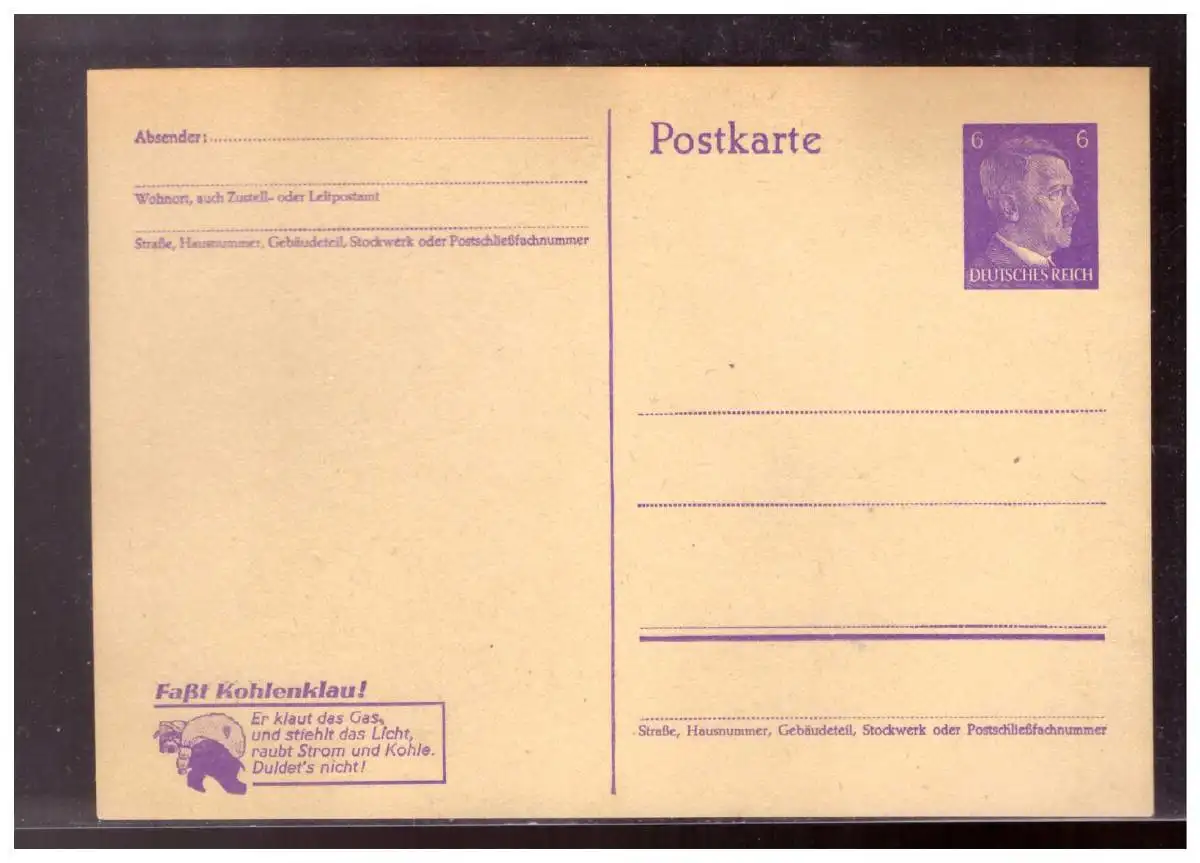 Absender:
Wohnort, auch Zustell- oder Leitpostamt
Straße, Hausnummer, Gebäudeteil, Stockwerk oder Postschließfachnummer
Postkarte
6 6
DEUTSCHES REICH
Straße, Hausnummer, Gebäudeteil, Stockwerk oder Postschließfachnummer
Faßt Kohlenklau!
Er klaut das Gas,
und stiehlt das Licht,
raubt Strom und Kohle.
Duldet's nicht!